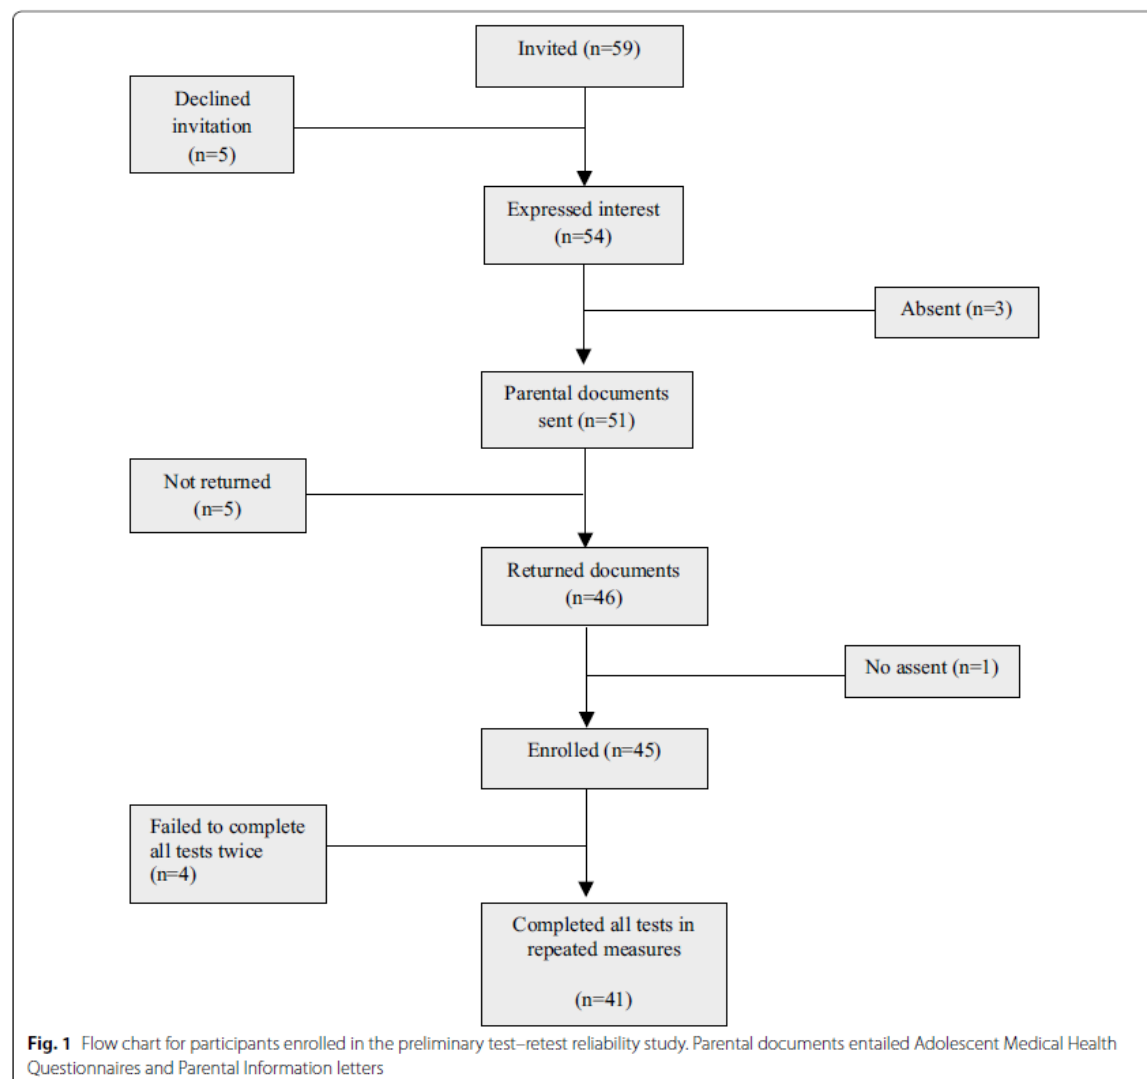 Invited (n=59)
Declined
invitation
(n=5)
Expressed interest
(n=54)
Absent (n=3)
Parental documents
sent (n=51)
Not returned
(n=5)
Returned documents
(n=46)
No assent (n=1)
Enrolled (n=45)
Failed to complete
all tests twice
(n=4)
Completed all tests in
repeated measures
(n=41)
Fig. 1 Flow chart for participants enrolled in the preliminary test–retest reliability study. Parental documents entailed Adolescent Medical Health
Questionnaires and Parental Information letters